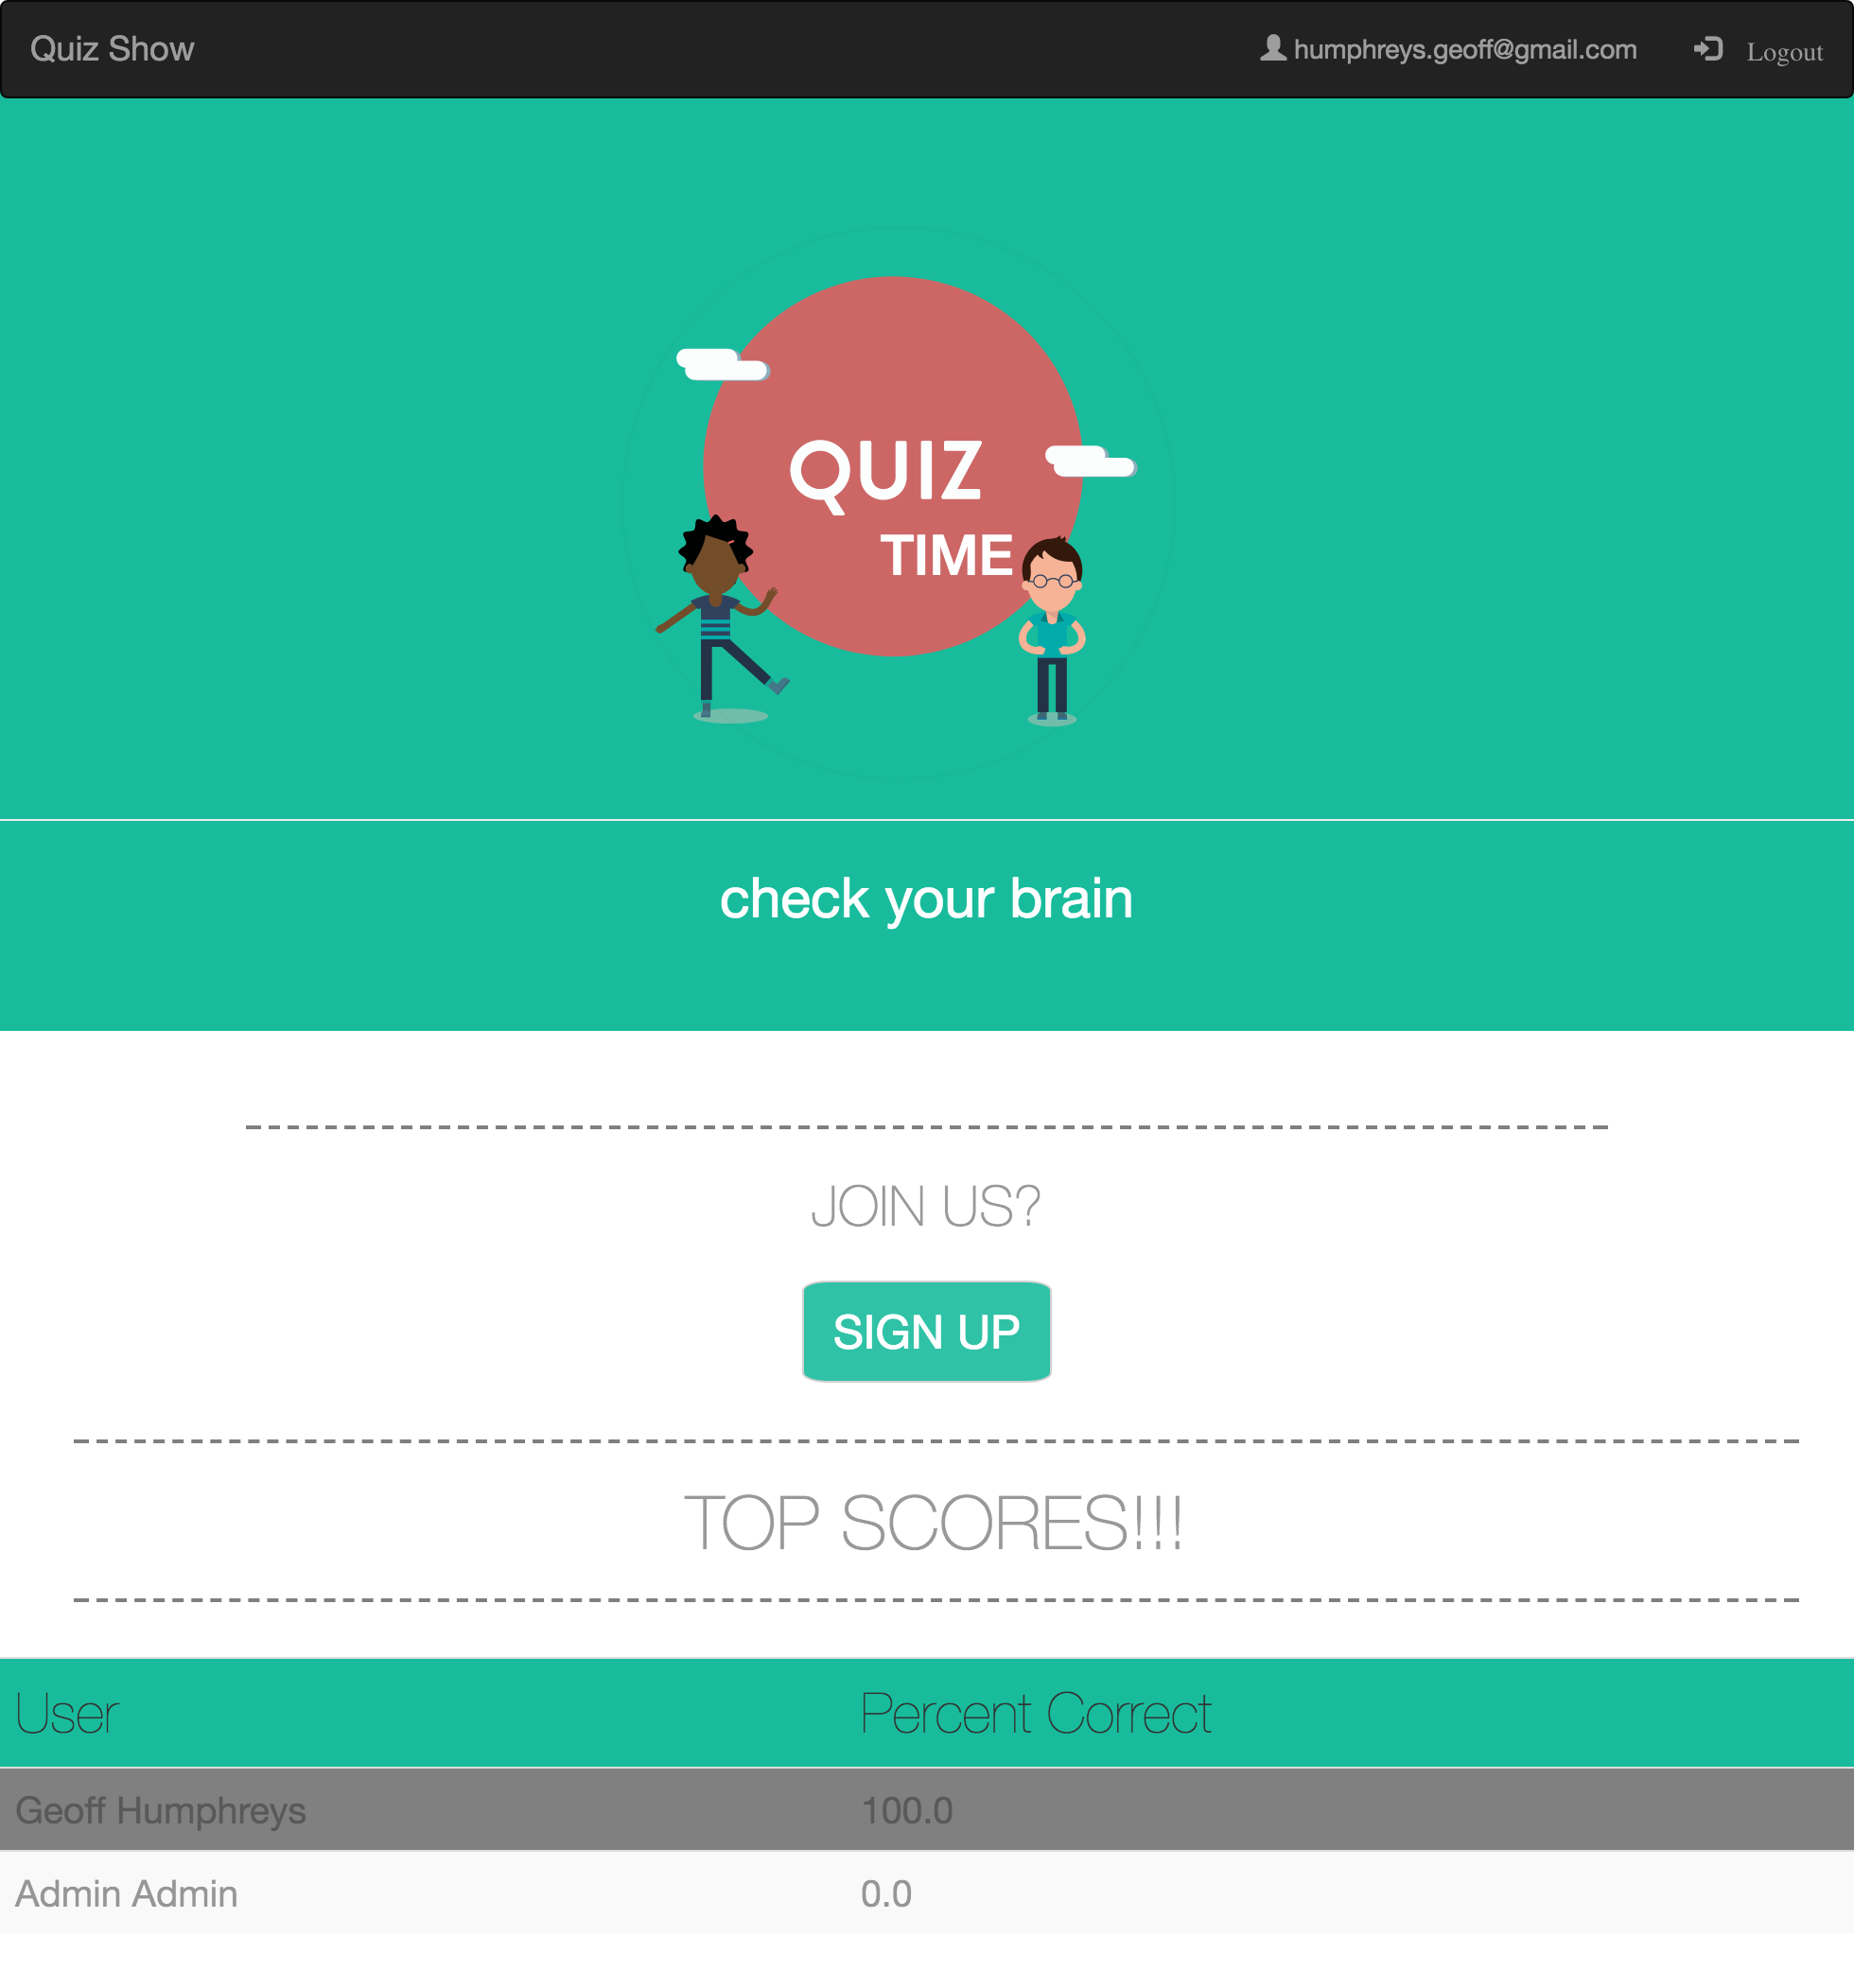 Quiz Show humphreys.geoff@gmail.com Logout
QUIZ
TIME
check your brain
JOIN US?
SIGN UP
TOP SCORES!!!
User Percent Correct
Geoff Humphreys 100.0
Admin Admin 0.0